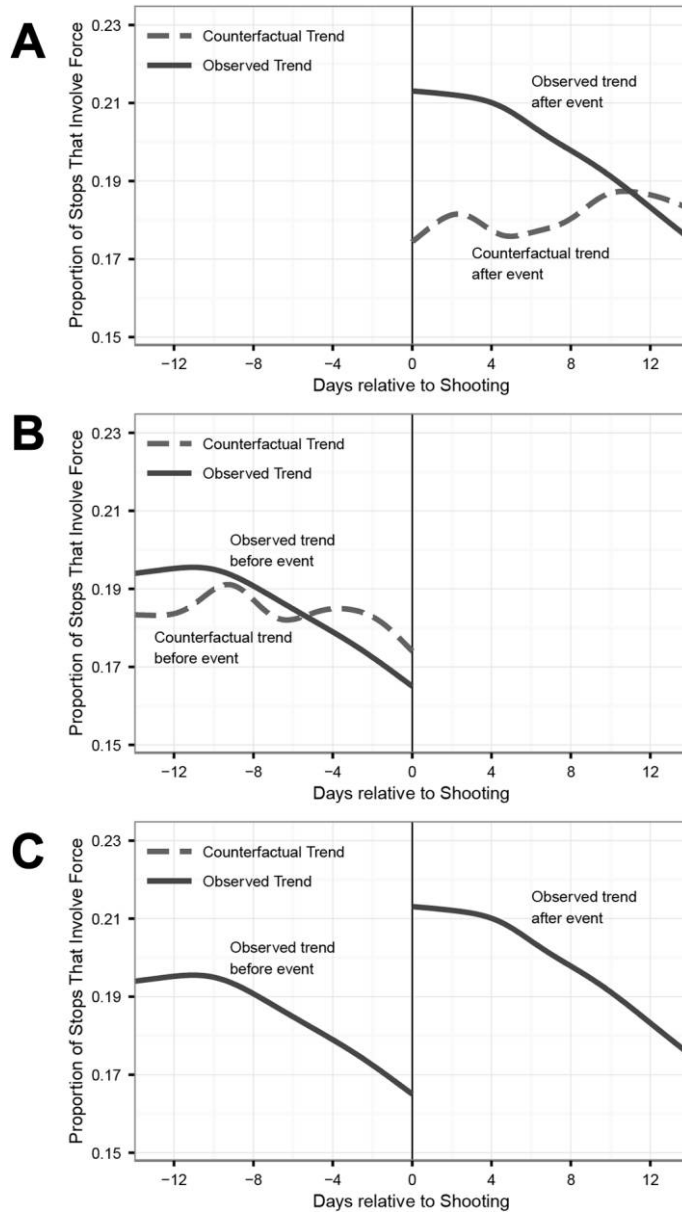 A
Proportion of Stops That Involve Force
0.23
0.21
0.19
0.17
0.15
Counterfactual Trend
Observed Trend
Observed trend
after event
Counterfactual trend
after event
−12
−8
−4
0
4
8
12
Days relative to Shooting
B
Proportion of Stops That Involve Force
0.23
0.21
0.19
0.17
0.15
Counterfactual Trend
Observed Trend
Observed trend
before event
Counterfactual trend
before event
−12
−8
−4
0
4
8
12
Days relative to Shooting
C
Proportion of Stops That Involve Force
0.23
0.21
0.19
0.17
0.15
Counterfactual Trend
Observed Trend
Observed trend
before event
Observed trend
after event
−12
−8
−4
0
4
8
12
Days relative to Shooting